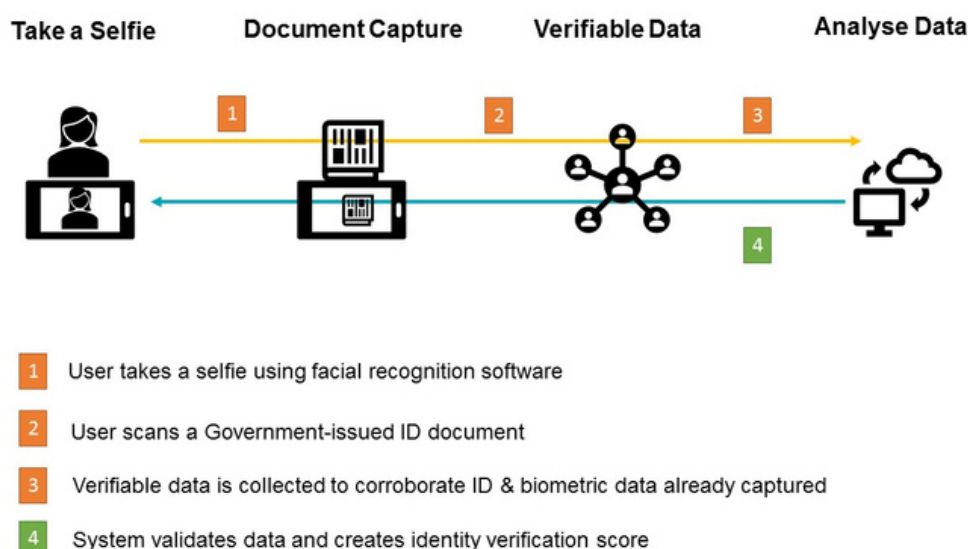 Take a Selfie
Document Capture
Verifiable Data
Analyse Data
1
2
3
4
1 User takes a selfie using facial recognition software
2 User scans a Government-issued ID document
3 Verifiable data is collected to corroborate ID & biometric data already captured
4 System validates data and creates identity verification score